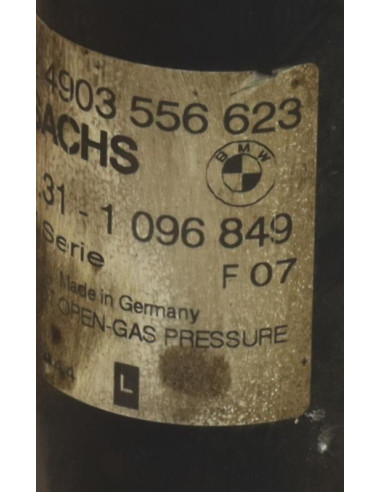 4903 556 623
SACHS
BMW
.31 - 1 096 849
Serie
F 07
Made in Germany
OPEN-GAS PRESSURE
L